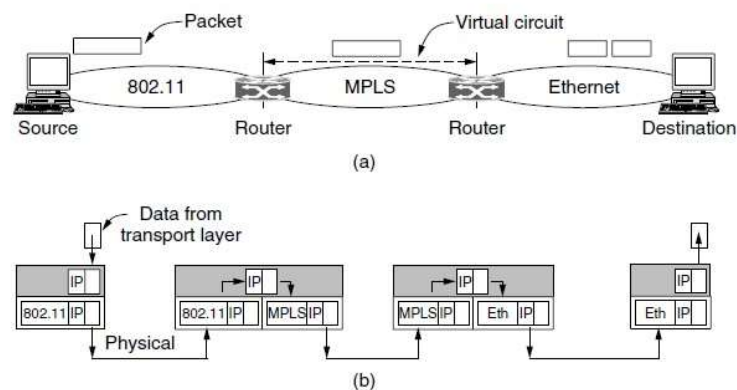 Packet
Virtual circuit
802.11
MPLS
Ethernet
Source
Router
Router
Destination
(a)
Data from
transport layer
IP
IP
IP
IP
802.11 IP
802.11 IP
MPLS IP
MPLS IP
Eth IP
Eth IP
Physical
(b)